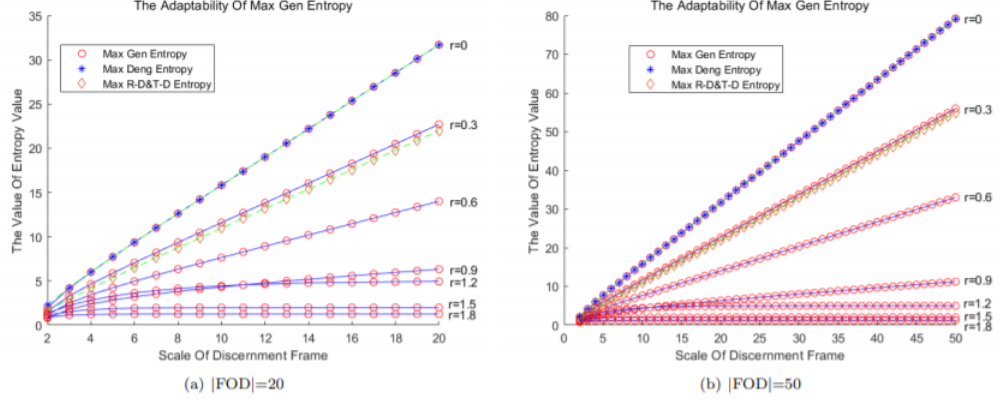 The Adaptability Of Max Gen Entropy
35
30
25
20
15
10
5
0
The Value Of Entropy Value
Max Gen Entropy
Max Deng Entropy
Max R-D&T-D Entropy
r=0
r=0.3
r=0.6
r=0.9
r=1.2
r=1.5
r=1.8
2 4 6 8 10 12 14 16 18 20
Scale Of Discernment Frame
(a) |FOD|=20
The Adaptability Of Max Gen Entropy
80
70
60
50
40
30
20
10
0
The Value Of Entropy Value
Max Gen Entropy
Max Deng Entropy
Max R-D&T-D Entropy
r=0
r=0.3
r=0.6
r=0.9
r=1.2
r=1.5
r=1.8
0 5 10 15 20 25 30 35 40 45 50
Scale Of Discernment Frame
(b) |FOD|=50